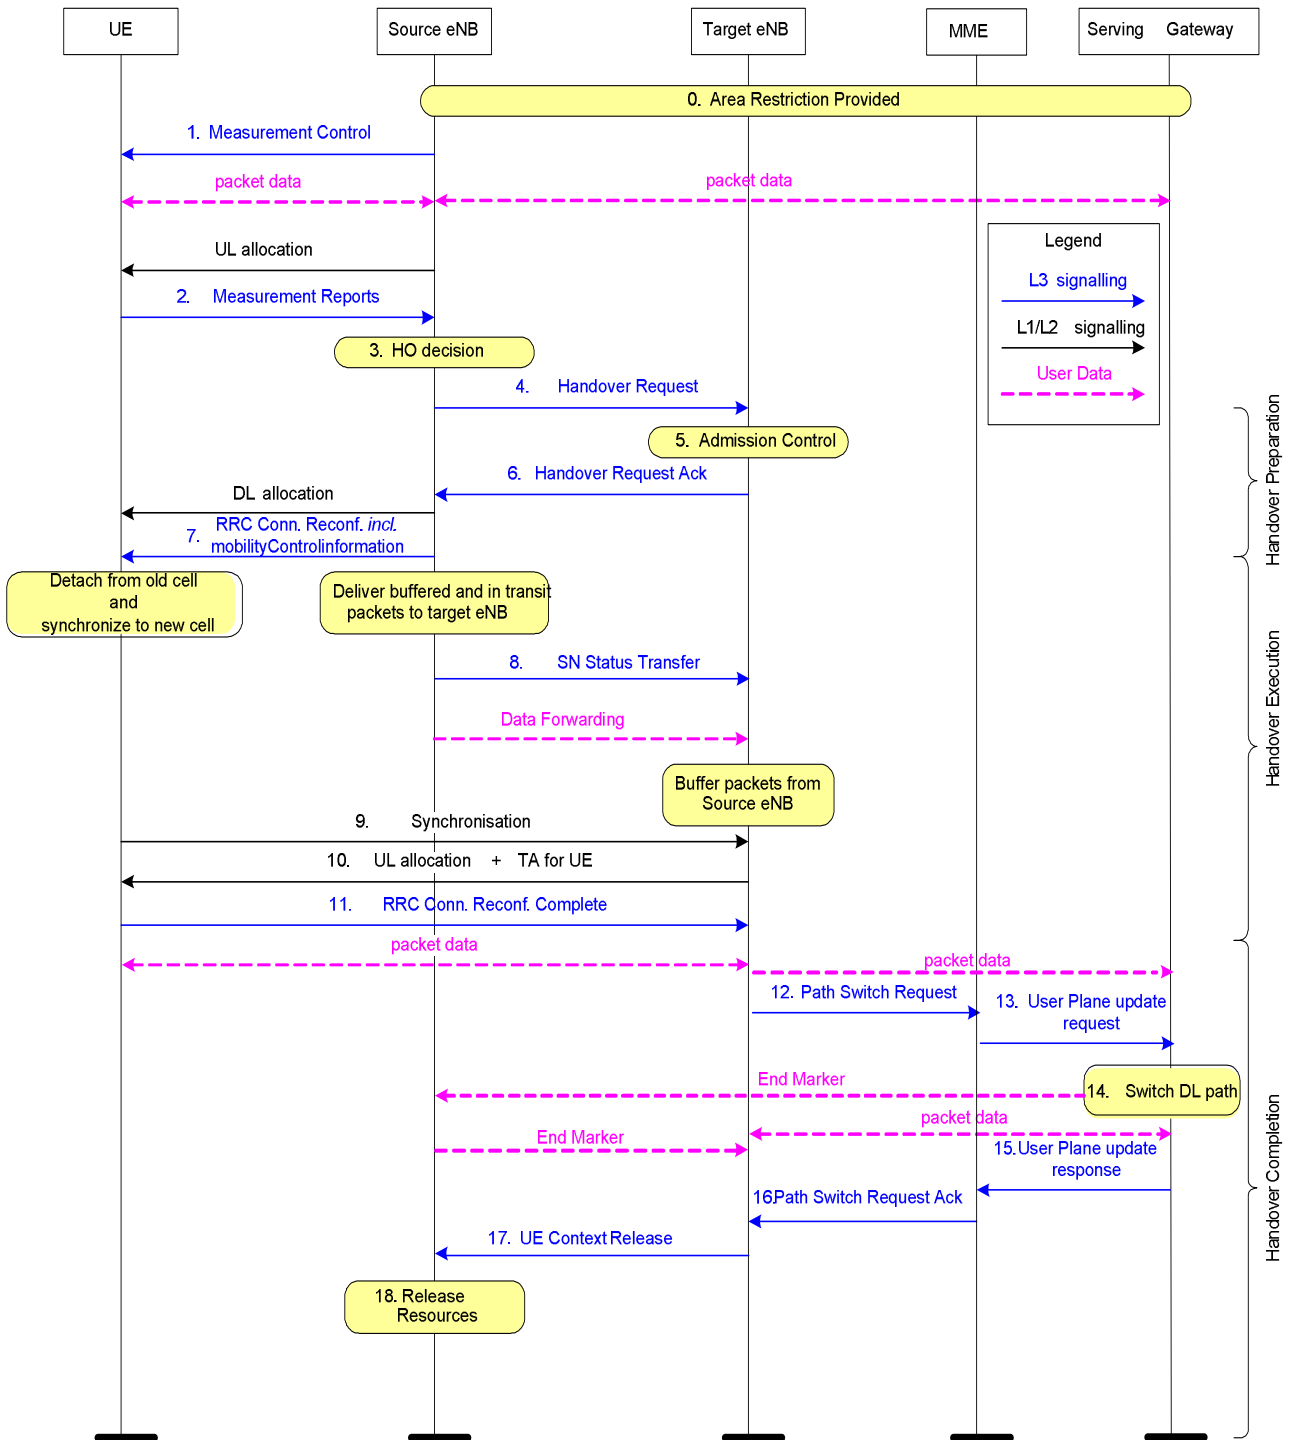 UE
Source eNB
Target eNB
MME
Serving Gateway
0. Area Restriction Provided
1. Measurement Control
packet data
packet data
UL allocation
Legend
L3 signalling
L1/L2 signalling
User Data
2. Measurement Reports
3. HO decision
4. Handover Request
5. Admission Control
6. Handover Request Ack
DL allocation
7. RRC Conn. Reconf. incl.
mobilityControlinformation
Handover Preparation
Detach from old cell
and
synchronize to new cell
Deliver buffered and in transit
packets to target eNB
8. SN Status Transfer
Data Forwarding
Buffer packets from
Source eNB
9. Synchronisation
10. UL allocation + TA for UE
11. RRC Conn. Reconf. Complete
Handover Execution
packet data
packet data
12. Path Switch Request
13. User Plane update
request
End Marker
14. Switch DL path
packet data
End Marker
15.User Plane update
response
16.Path Switch Request Ack
17. UE Context Release
18. Release
Resources
Handover Completion